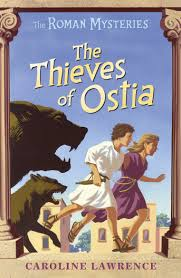 THE ROMAN MYSTERIES
The
Thieves
of Ostia
CAROLINE LAWRENCE